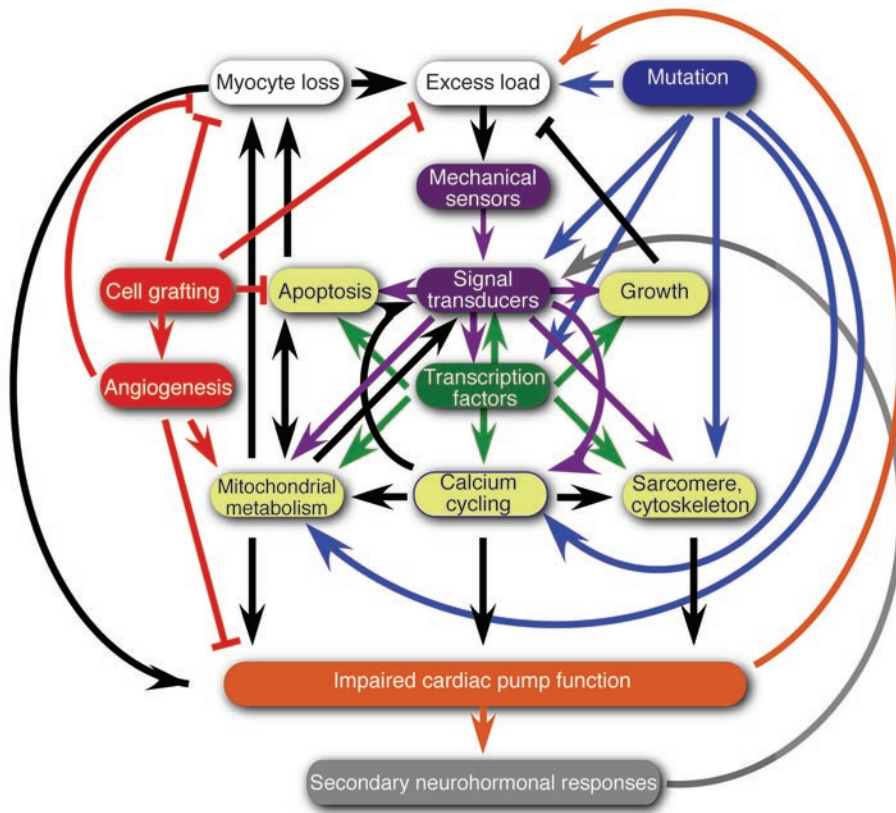 Myocyte loss
Excess load
Mutation
Mechanical
sensors
Cell grafting
Apoptosis
Signal
transducers
Growth
Angiogenesis
Transcription
factors
Mitochondrial
metabolism
Calcium
cycling
Sarcomere,
cytoskeleton
Impaired cardiac pump function
Secondary neurohormonal responses